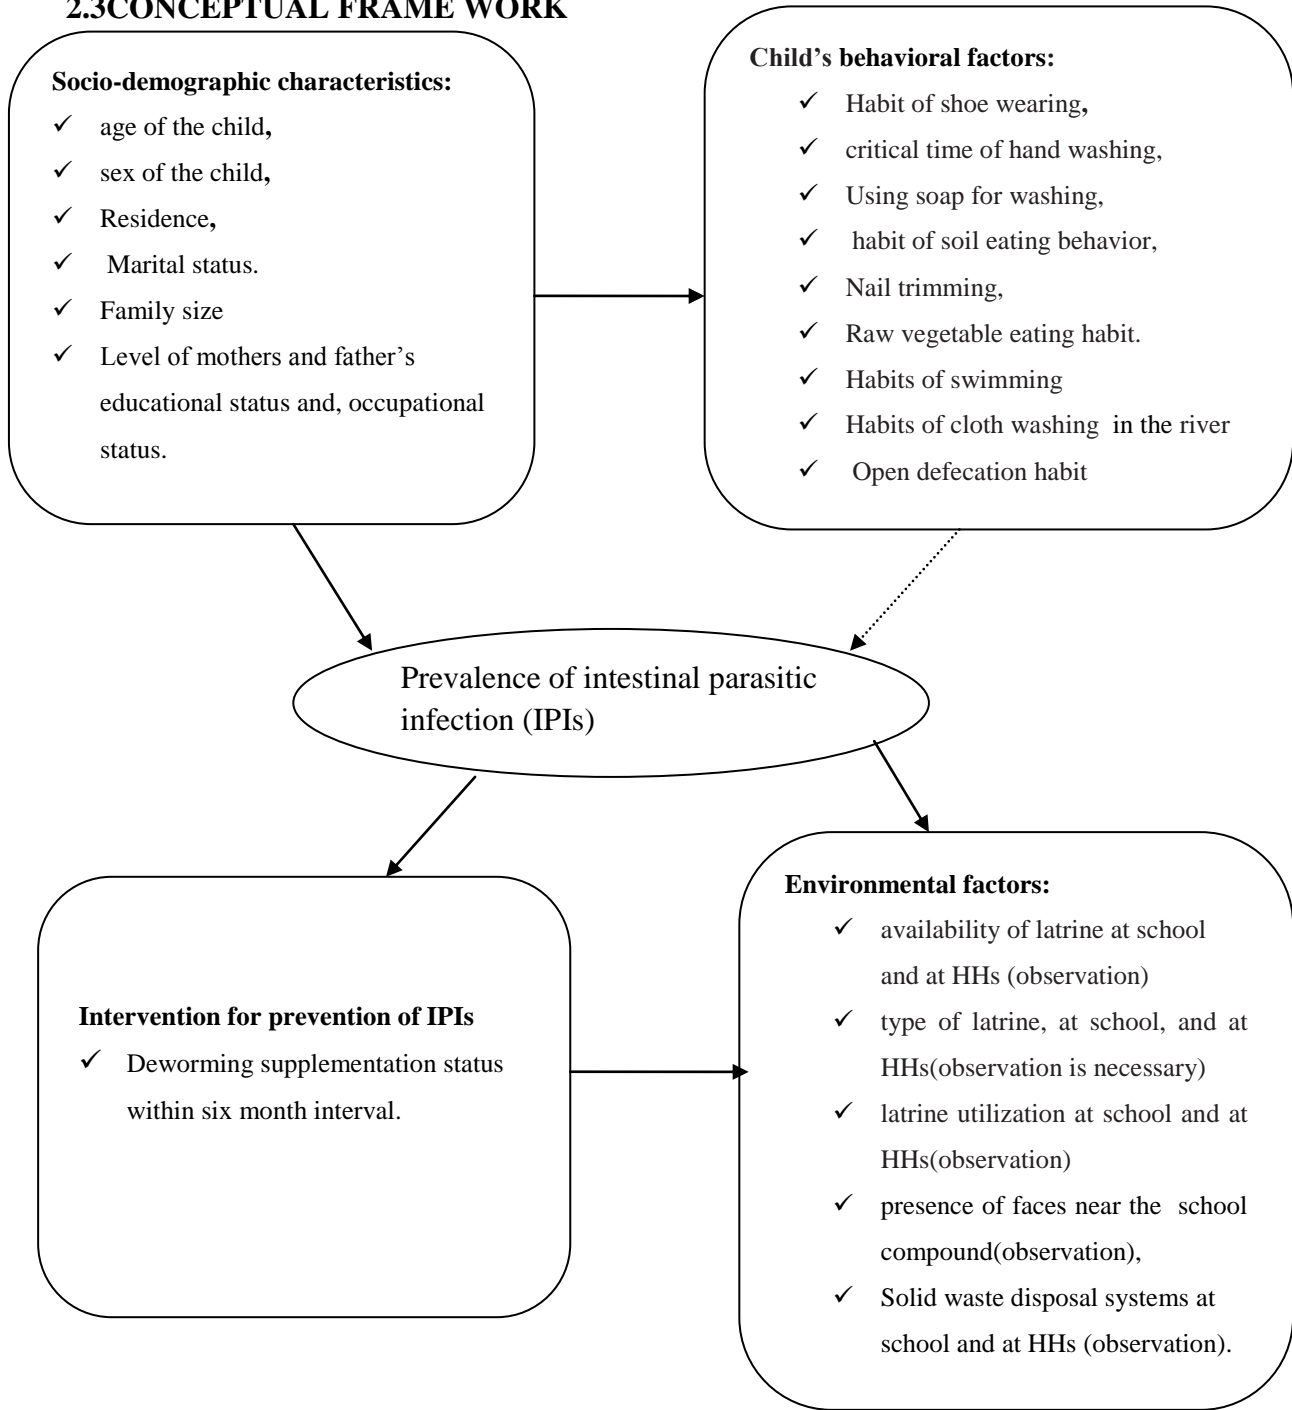 2.3CONCEPTUAL FRAME WORK
Socio-demographic characteristics:
✓ age of the child,
✓ sex of the child,
✓ Residence,
✓ Marital status.
✓ Family size
✓ Level of mothers and father’s
educational status and, occupational
status.
Child’s behavioral factors:
✓ Habit of shoe wearing,
✓ critical time of hand washing,
✓ Using soap for washing,
✓ habit of soil eating behavior,
✓ Nail trimming,
✓ Raw vegetable eating habit.
✓ Habits of swimming
✓ Habits of cloth washing in the river
✓ Open defecation habit
Prevalence of intestinal parasitic
infection (IPIs)
Intervention for prevention of IPIs
✓ Deworming supplementation status
within six month interval.
Environmental factors:
✓ availability of latrine at school
and at HHs (observation)
✓ type of latrine, at school, and at
HHs(observation is necessary)
✓ latrine utilization at school and at
HHs(observation)
✓ presence of faces near the school
compound(observation),
✓ Solid waste disposal systems at
school and at HHs (observation).